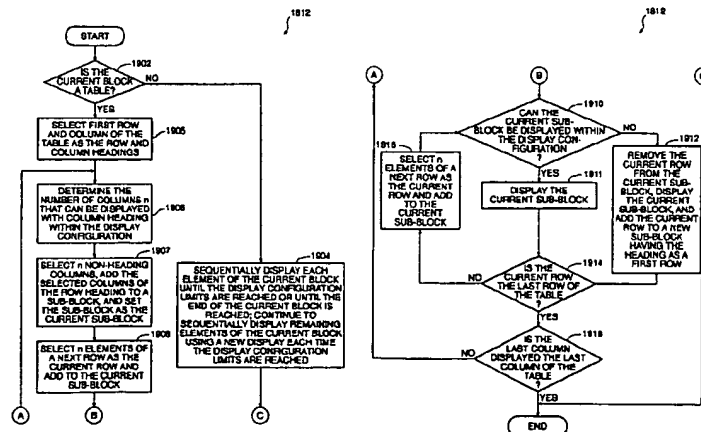 1812
START
1902
IS THE
CURRENT BLOCK
A TABLE?
NO
YES
SELECT FIRST ROW
AND COLUMN OF THE
TABLE AS THE ROW AND
COLUMN HEADINGS
1905
DETERMINE THE
NUMBER OF COLUMNS n
THAT CAN BE DISPLAYED
WITH COLUMN HEADING
WITHIN THE DISPLAY
CONFIGURATION
1906
1907
SELECT n NON-HEADING
COLUMNS, ADD THE
SELECTED COLUMNS OF
THE ROW HEADING TO A
SUB-BLOCK, AND SET
THE SUB-BLOCK AS THE
CURRENT SUB-BLOCK
SELECT n ELEMENTS OF
A NEXT ROW AS THE
CURRENT ROW AND
ADD TO THE CURRENT
SUB-BLOCK
1904
SEQUENTIALLY DISPLAY EACH
ELEMENT OF THE CURRENT BLOCK
UNTIL THE DISPLAY CONFIGURATION
LIMITS ARE REACHED OR UNTIL THE
END OF THE CURRENT BLOCK IS
REACHED; CONTINUE TO
SEQUENTIALLY DISPLAY REMAINING
ELEMENTS OF THE CURRENT BLOCK
USING A NEW DISPLAY EACH TIME
THE DISPLAY CONFIGURATION
LIMITS ARE REACHED
A
B
C
1812
A
B
1910
CAN THE
CURRENT SUB-
BLOCK BE DISPLAYED WITHIN
THE DISPLAY CON-
FIGURATION
?
NO
YES
SELECT n
ELEMENTS OF A
NEXT ROW AS
THE CURRENT
ROW AND ADD
TO THE
CURRENT
SUB-BLOCK
1911
DISPLAY THE
CURRENT SUB-BLOCK
1912
REMOVE THE
CURRENT ROW
FROM THE
CURRENT SUB-
BLOCK, DISPLAY
THE CURRENT
SUB-BLOCK, AND
ADD THE CURRENT
ROW TO A NEW
SUB-BLOCK
HAVING THE
HEADING AS A
FIRST ROW
1914
IS THE
CURRENT ROW
THE LAST ROW OF
THE TABLE
?
NO
YES
IS THE
LAST COLUMN
DISPLAYED THE LAST
COLUMN OF THE
TABLE
?
NO
YES
END